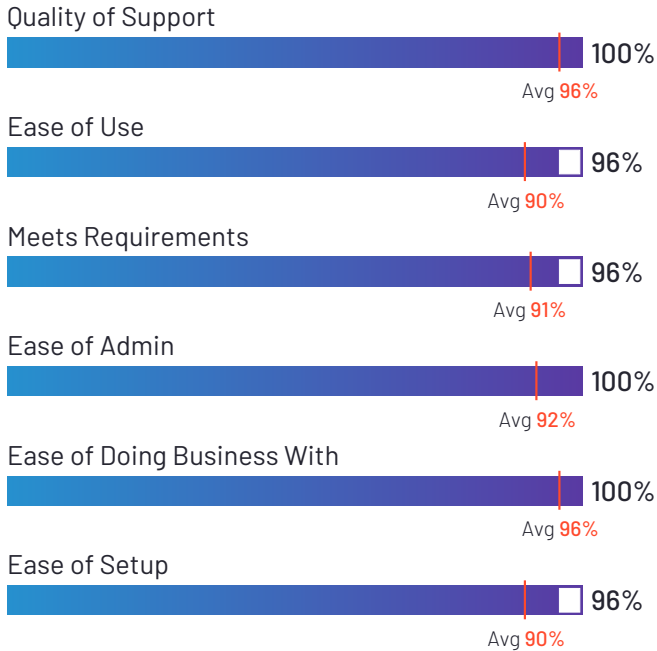 Quality of Support
100%
Avg 96%
Ease of Use
96%
Avg 90%
Meets Requirements
96%
Avg 91%
Ease of Admin
100%
Avg 92%
Ease of Doing Business With
100%
Avg 96%
Ease of Setup
96%
Avg 90%